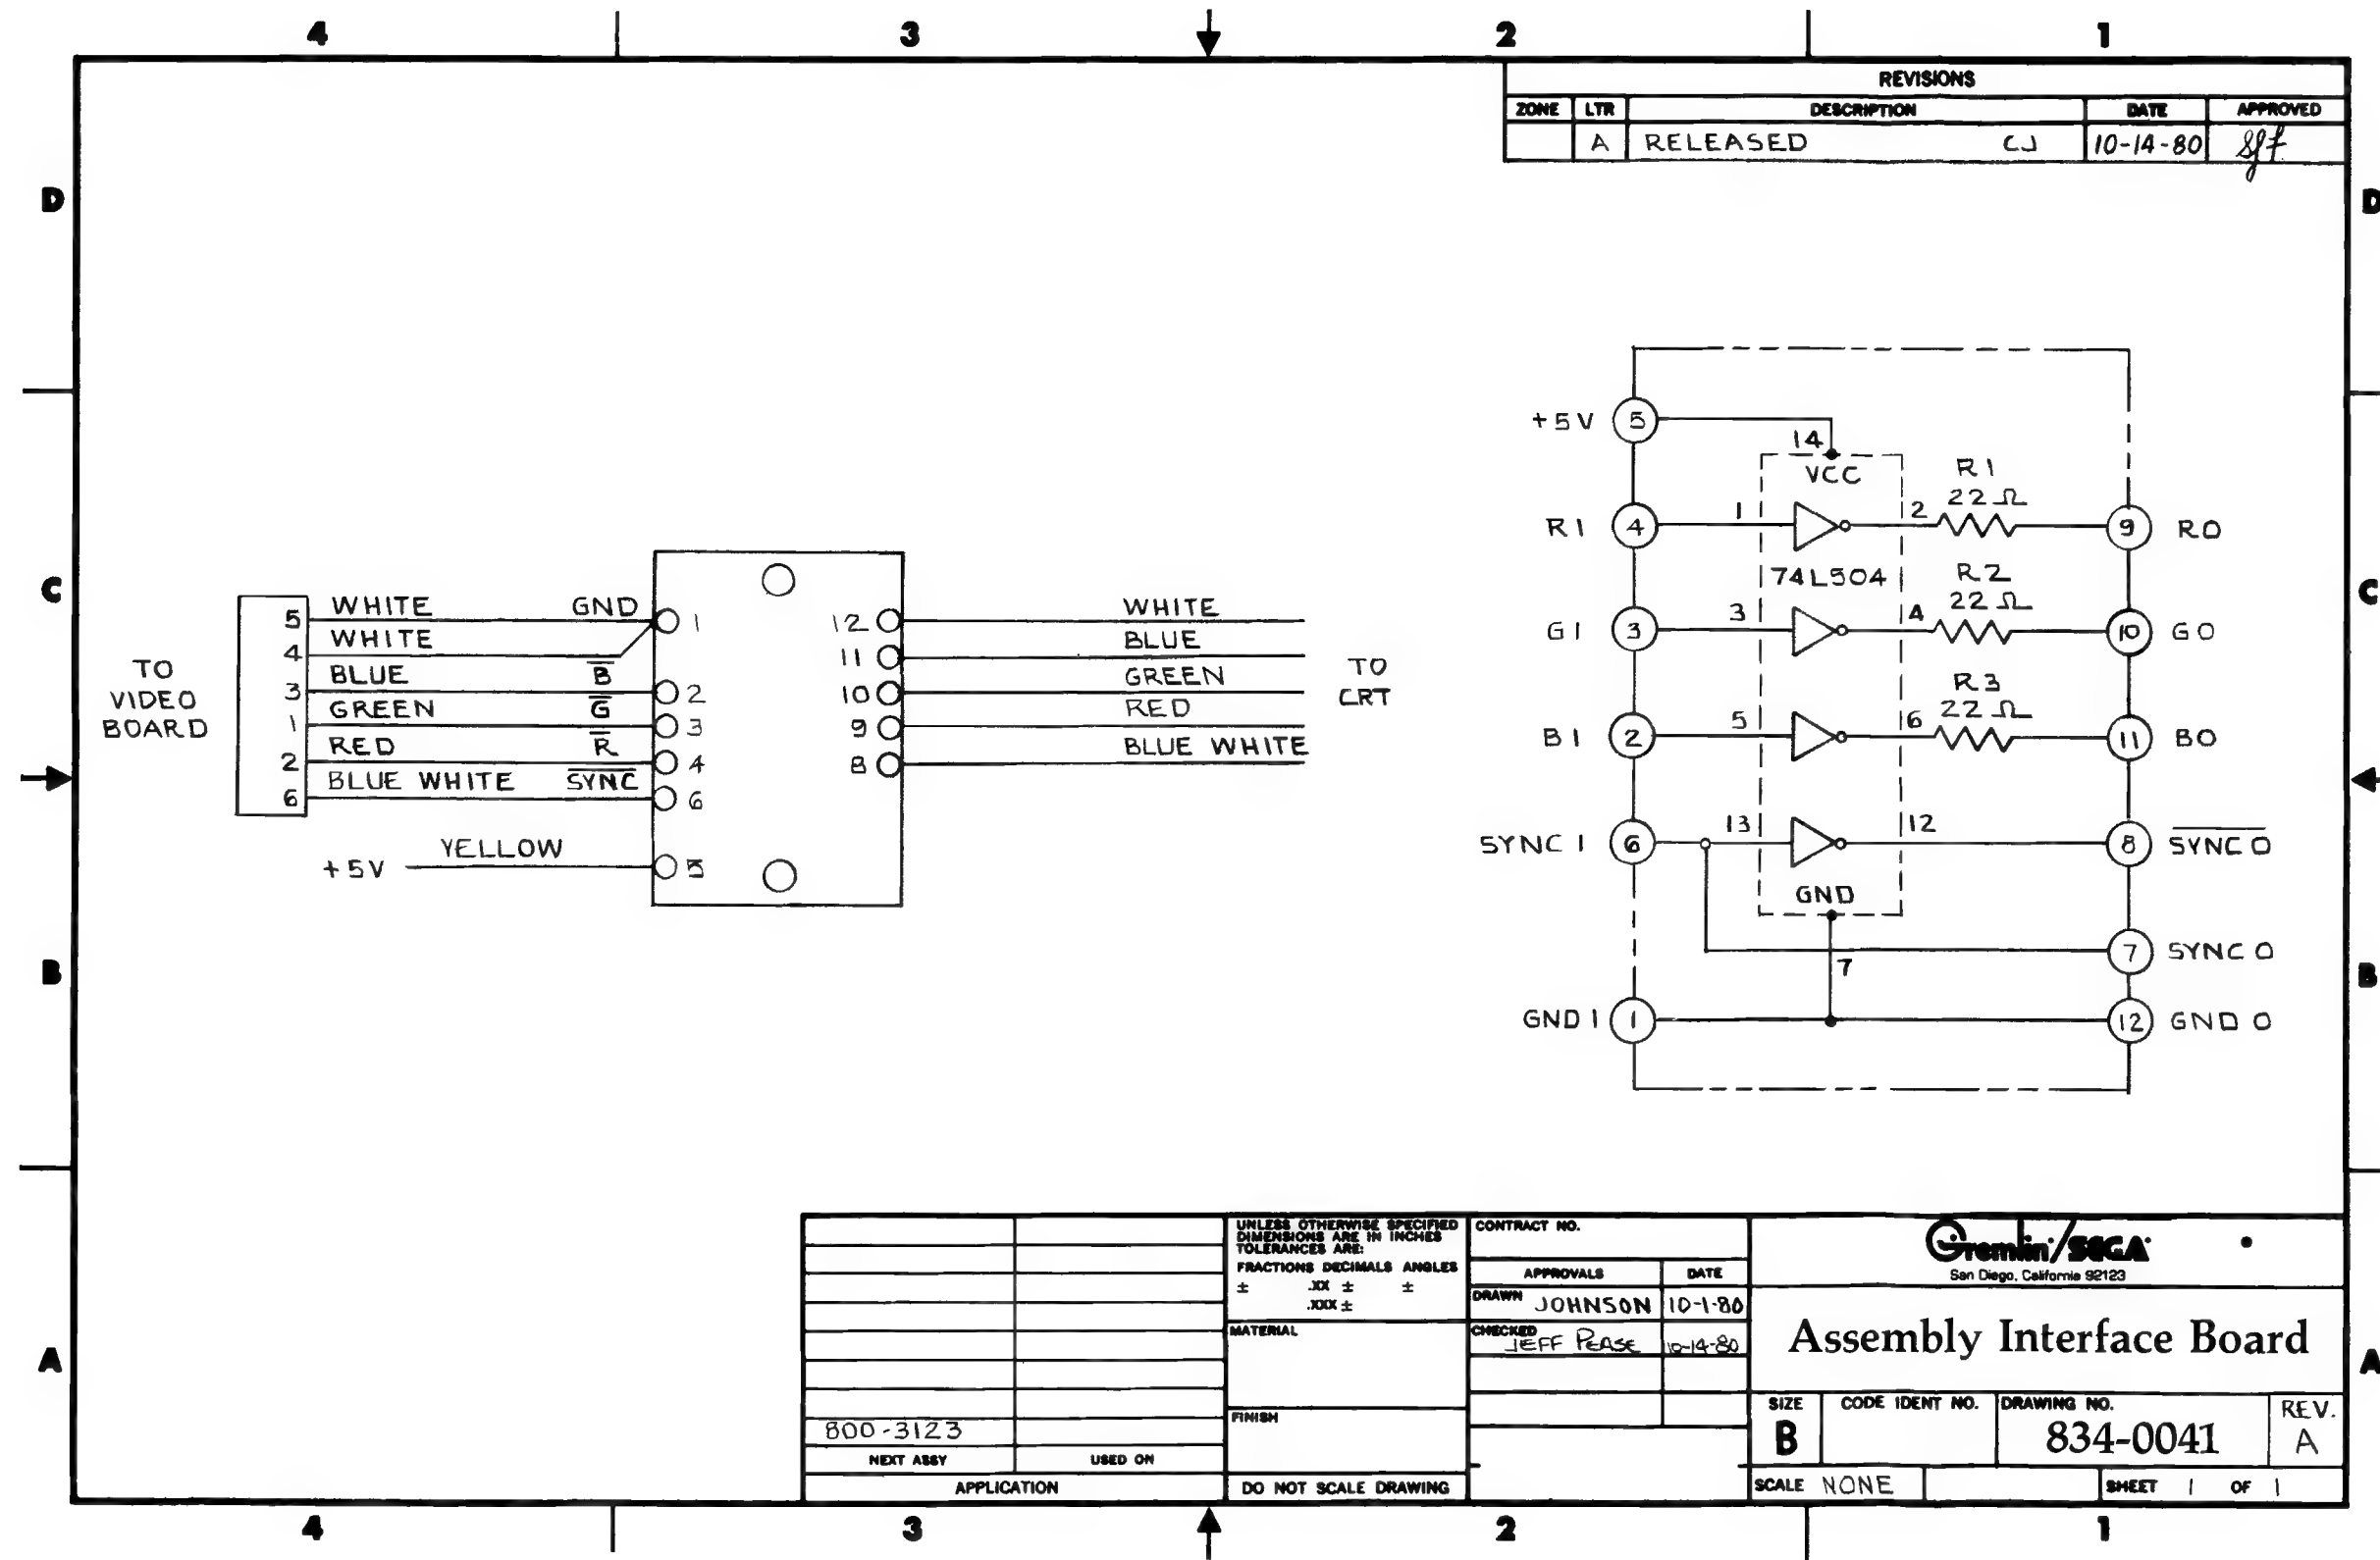 4 3 2 1
REVISIONS
ZONE LTR DESCRIPTION DATE APPROVED
A RELEASED CJ 10-14-80
D D
+5V 5
14
VCC
R1
22 Ω
RI 4 1 2 9 RO
74LS04
R2
22 Ω
GI 3 3 4 10 GO
R3
22 Ω
BI 2 5 6 11 BO
SYNC I 6 13 12 8 S̅Y̅N̅C̅ ̅O̅
GND
7 SYNC O
7
GND I 1 12 GND O
C C
TO
VIDEO
BOARD
5 WHITE GND 1
4 WHITE
3 BLUE B̅ 2
1 GREEN G̅ 3
2 RED R̅ 4
6 BLUE WHITE S̅Y̅N̅C̅ 6
+5V YELLOW 5
12 WHITE
11 BLUE
10 GREEN
9 RED
8 BLUE WHITE
TO
CRT
B B
A A
800-3123
NEXT ASSY USED ON
APPLICATION
UNLESS OTHERWISE SPECIFIED
DIMENSIONS ARE IN INCHES
TOLERANCES ARE:
FRACTIONS DECIMALS ANGLES
± .XX ± ±
.XXX ±
MATERIAL
FINISH
DO NOT SCALE DRAWING
CONTRACT NO.
APPROVALS DATE
DRAWN JOHNSON 10-1-80
CHECKED JEFF PEASE 10-14-80
Gremlin/SEGA
San Diego, California 92123
Assembly Interface Board
SIZE CODE IDENT NO. DRAWING NO. REV.
B 834-0041 A
SCALE NONE SHEET 1 OF 1
4 3 2 1